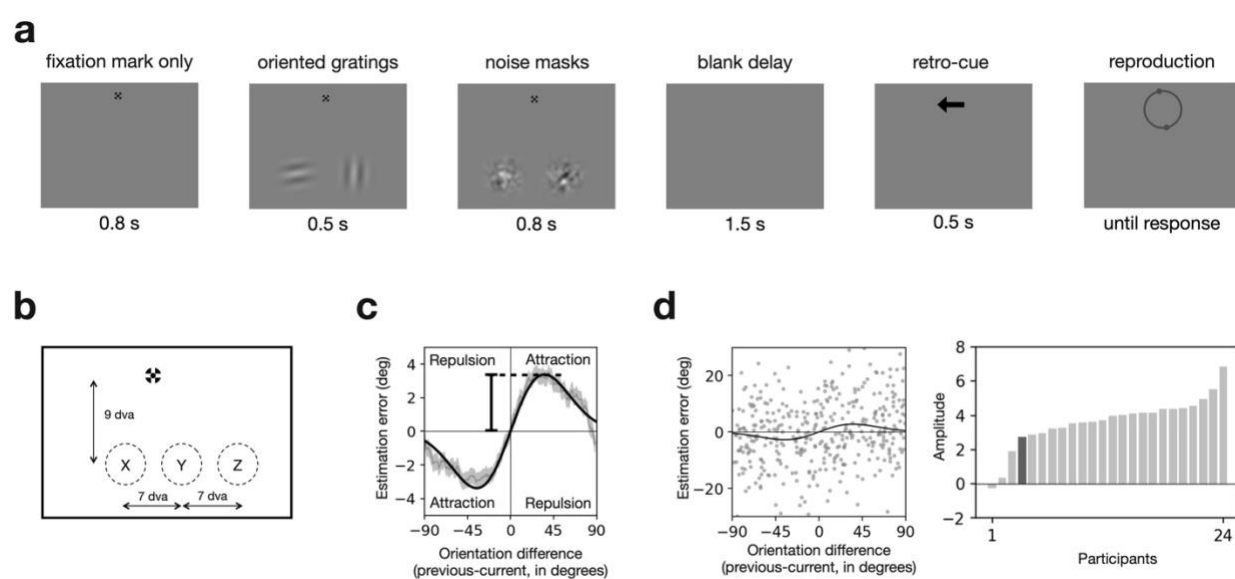 a
fixation mark only
oriented gratings
noise masks
blank delay
retro-cue
reproduction
0.8 s
0.5 s
0.8 s
1.5 s
0.5 s
until response
b
9 dva
X
Y
Z
7 dva
7 dva
c
Estimation error (deg)
4
2
0
−2
−4
Repulsion
Attraction
Attraction
Repulsion
−90
−45
0
45
90
Orientation difference
(previous-current, in degrees)
d
Estimation error (deg)
20
0
−20
−90
−45
0
45
90
Orientation difference
(previous-current, in degrees)
Amplitude
8
6
4
2
0
−2
1
24
Participants